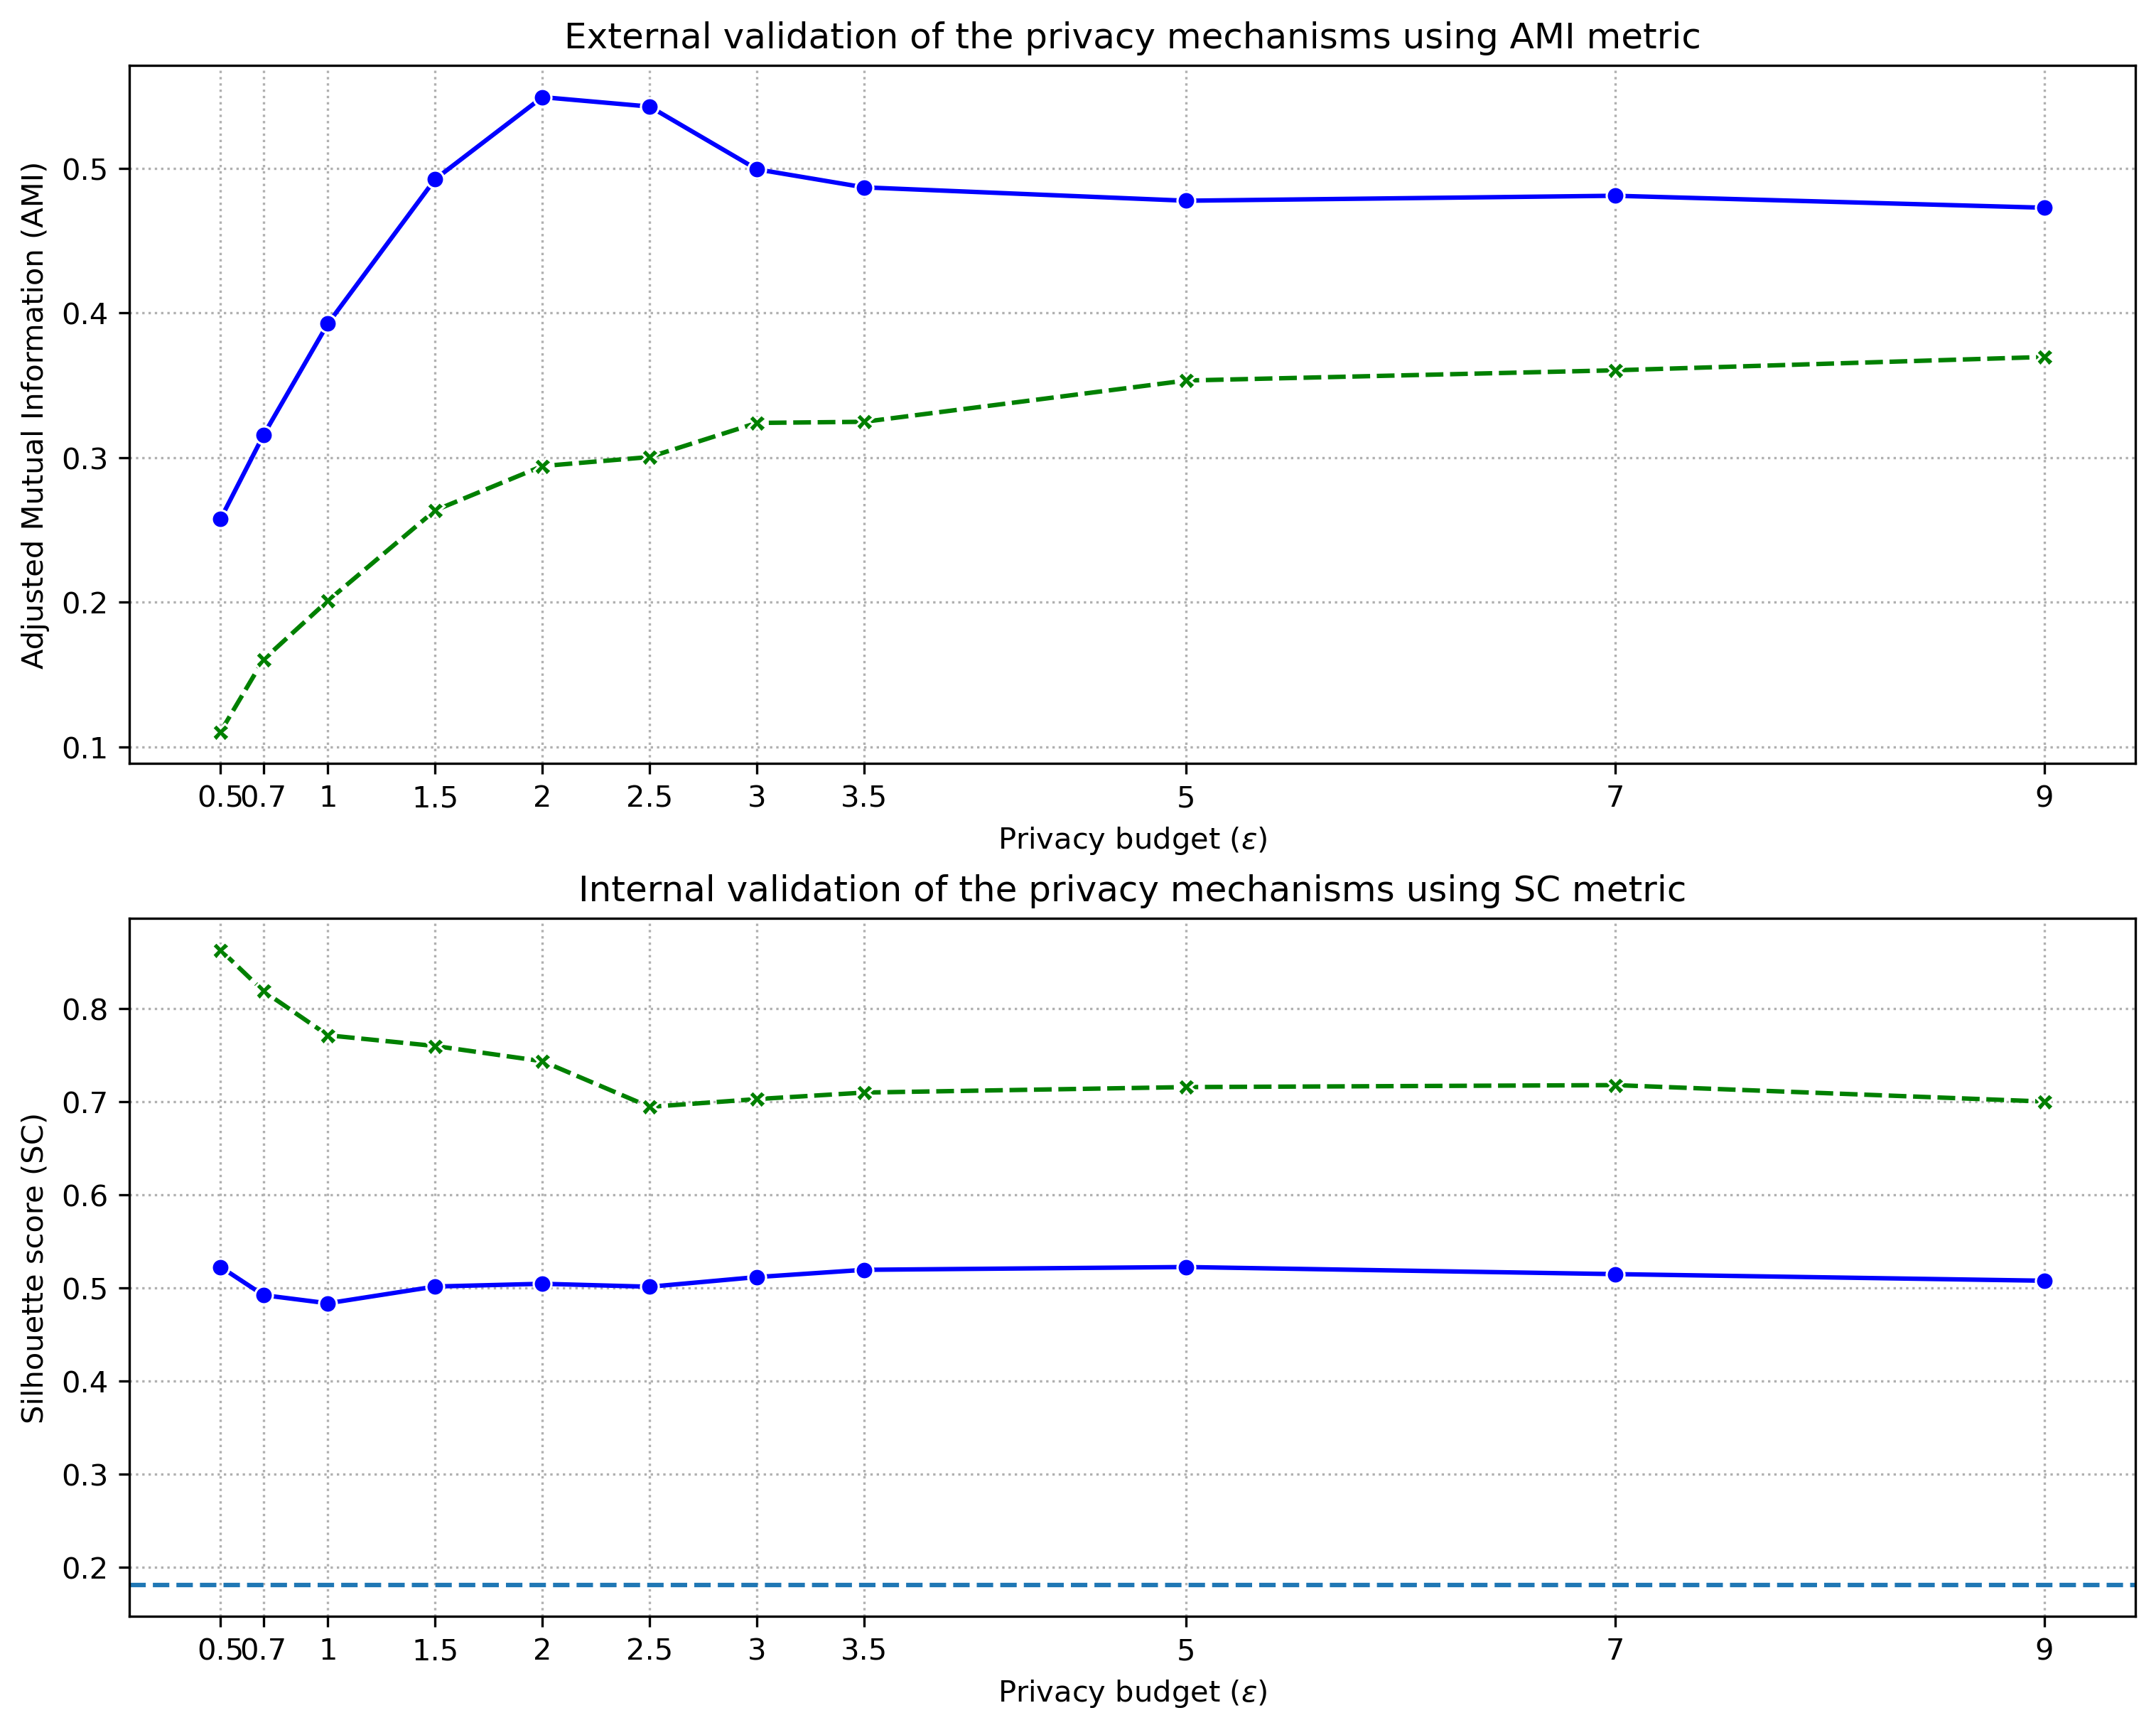 External validation of the privacy mechanisms using AMI metric
Adjusted Mutual Information (AMI)
0.5
0.4
0.3
0.2
0.1
0.5 0.7 1 1.5 2 2.5 3 3.5 5 7 9
Privacy budget (ε)
Internal validation of the privacy mechanisms using SC metric
Silhouette score (SC)
0.8
0.7
0.6
0.5
0.4
0.3
0.2
0.5 0.7 1 1.5 2 2.5 3 3.5 5 7 9
Privacy budget (ε)